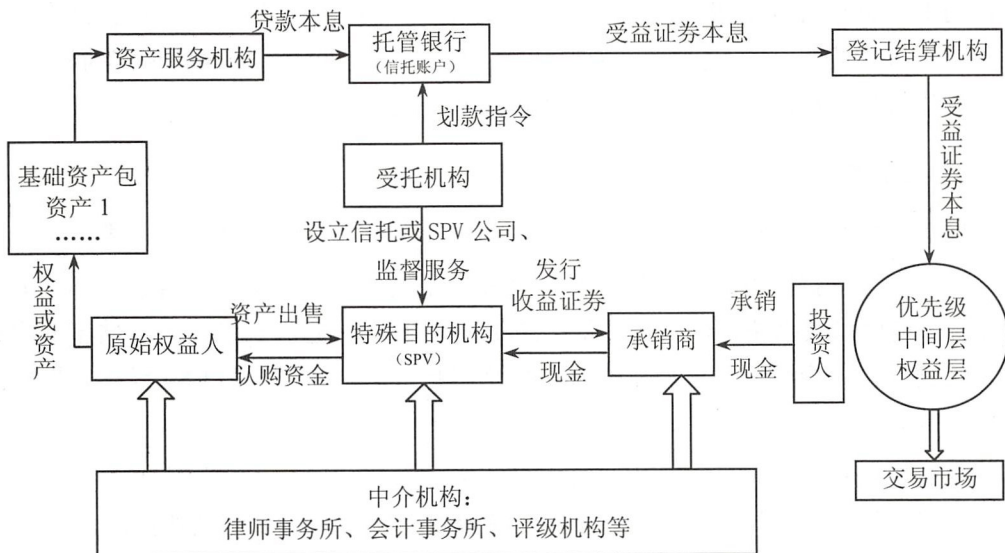 贷款本息
资产服务机构
托管银行
(信托账户)
受益证券本息
登记结算机构
划款指令
受益证券本息
基础资产包
资产1
……
受托机构
设立信托或SPV公司、
监督服务
权益或资产
原始权益人
资产出售
认购资金
特殊目的机构
(SPV)
发行
收益证券
现金
承销商
承销
现金
投资人
优先级
中间层
权益层
交易市场
中介机构:
律师事务所、会计事务所、评级机构等